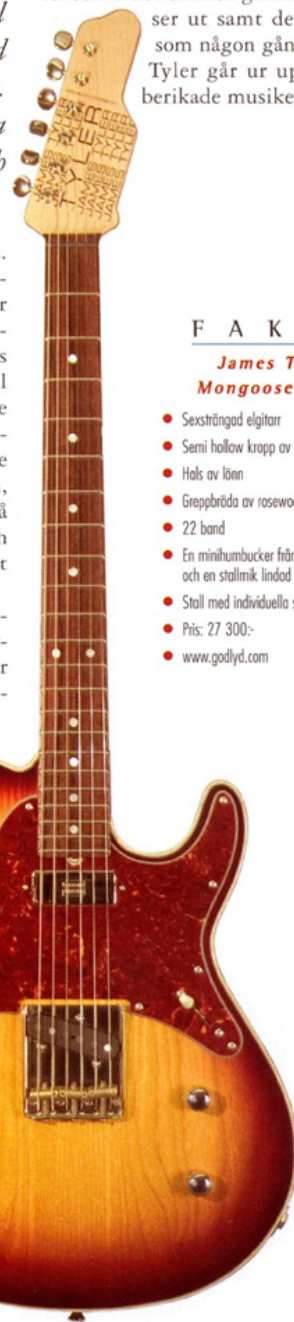 ser ut samt de
som någon gån
Tyler går ur up
berikade musike
TYLER
F A K
James T
Mongoose
Sexsträngad elgitarr
Semi hollow kropp av
Hals av lönn
Greppbräda av rosewoo
22 band
En minihumbucker från
och en stallmik lindad
Stall med individuella s
Pris: 27 300:-
www.godlyd.com